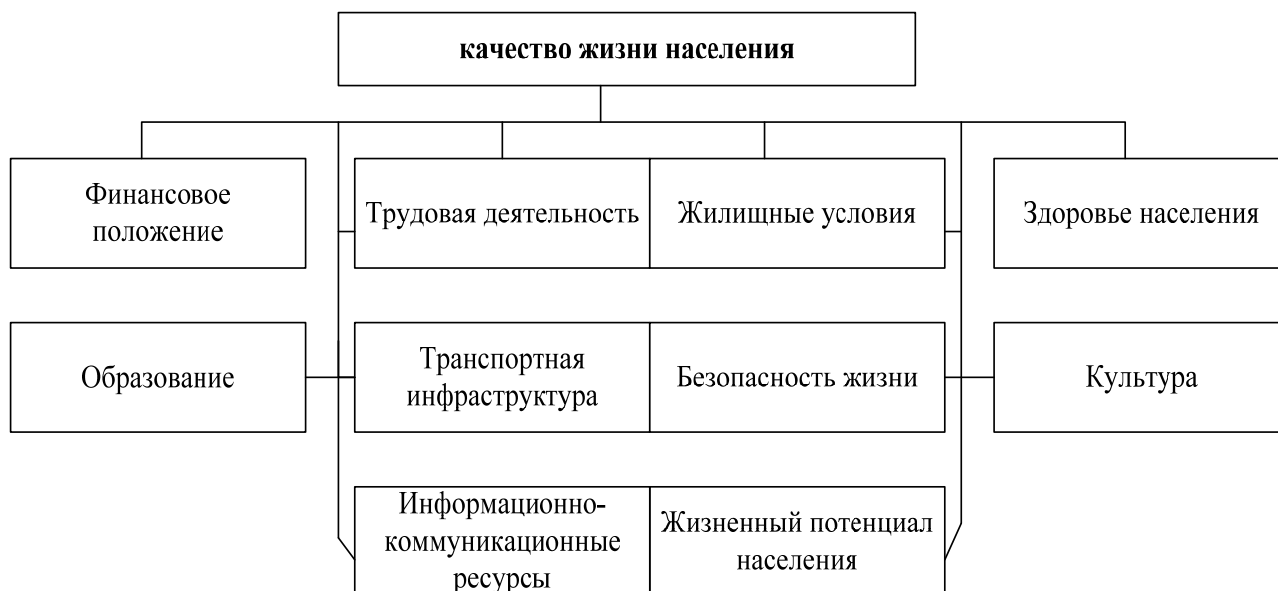 качество жизни населения
Финансовое
положение
Трудовая деятельность
Жилищные условия
Здоровье населения
Образование
Транспортная
инфраструктура
Безопасность жизни
Культура
Информационно-
коммуникационные
ресурсы
Жизненный потенциал
населения